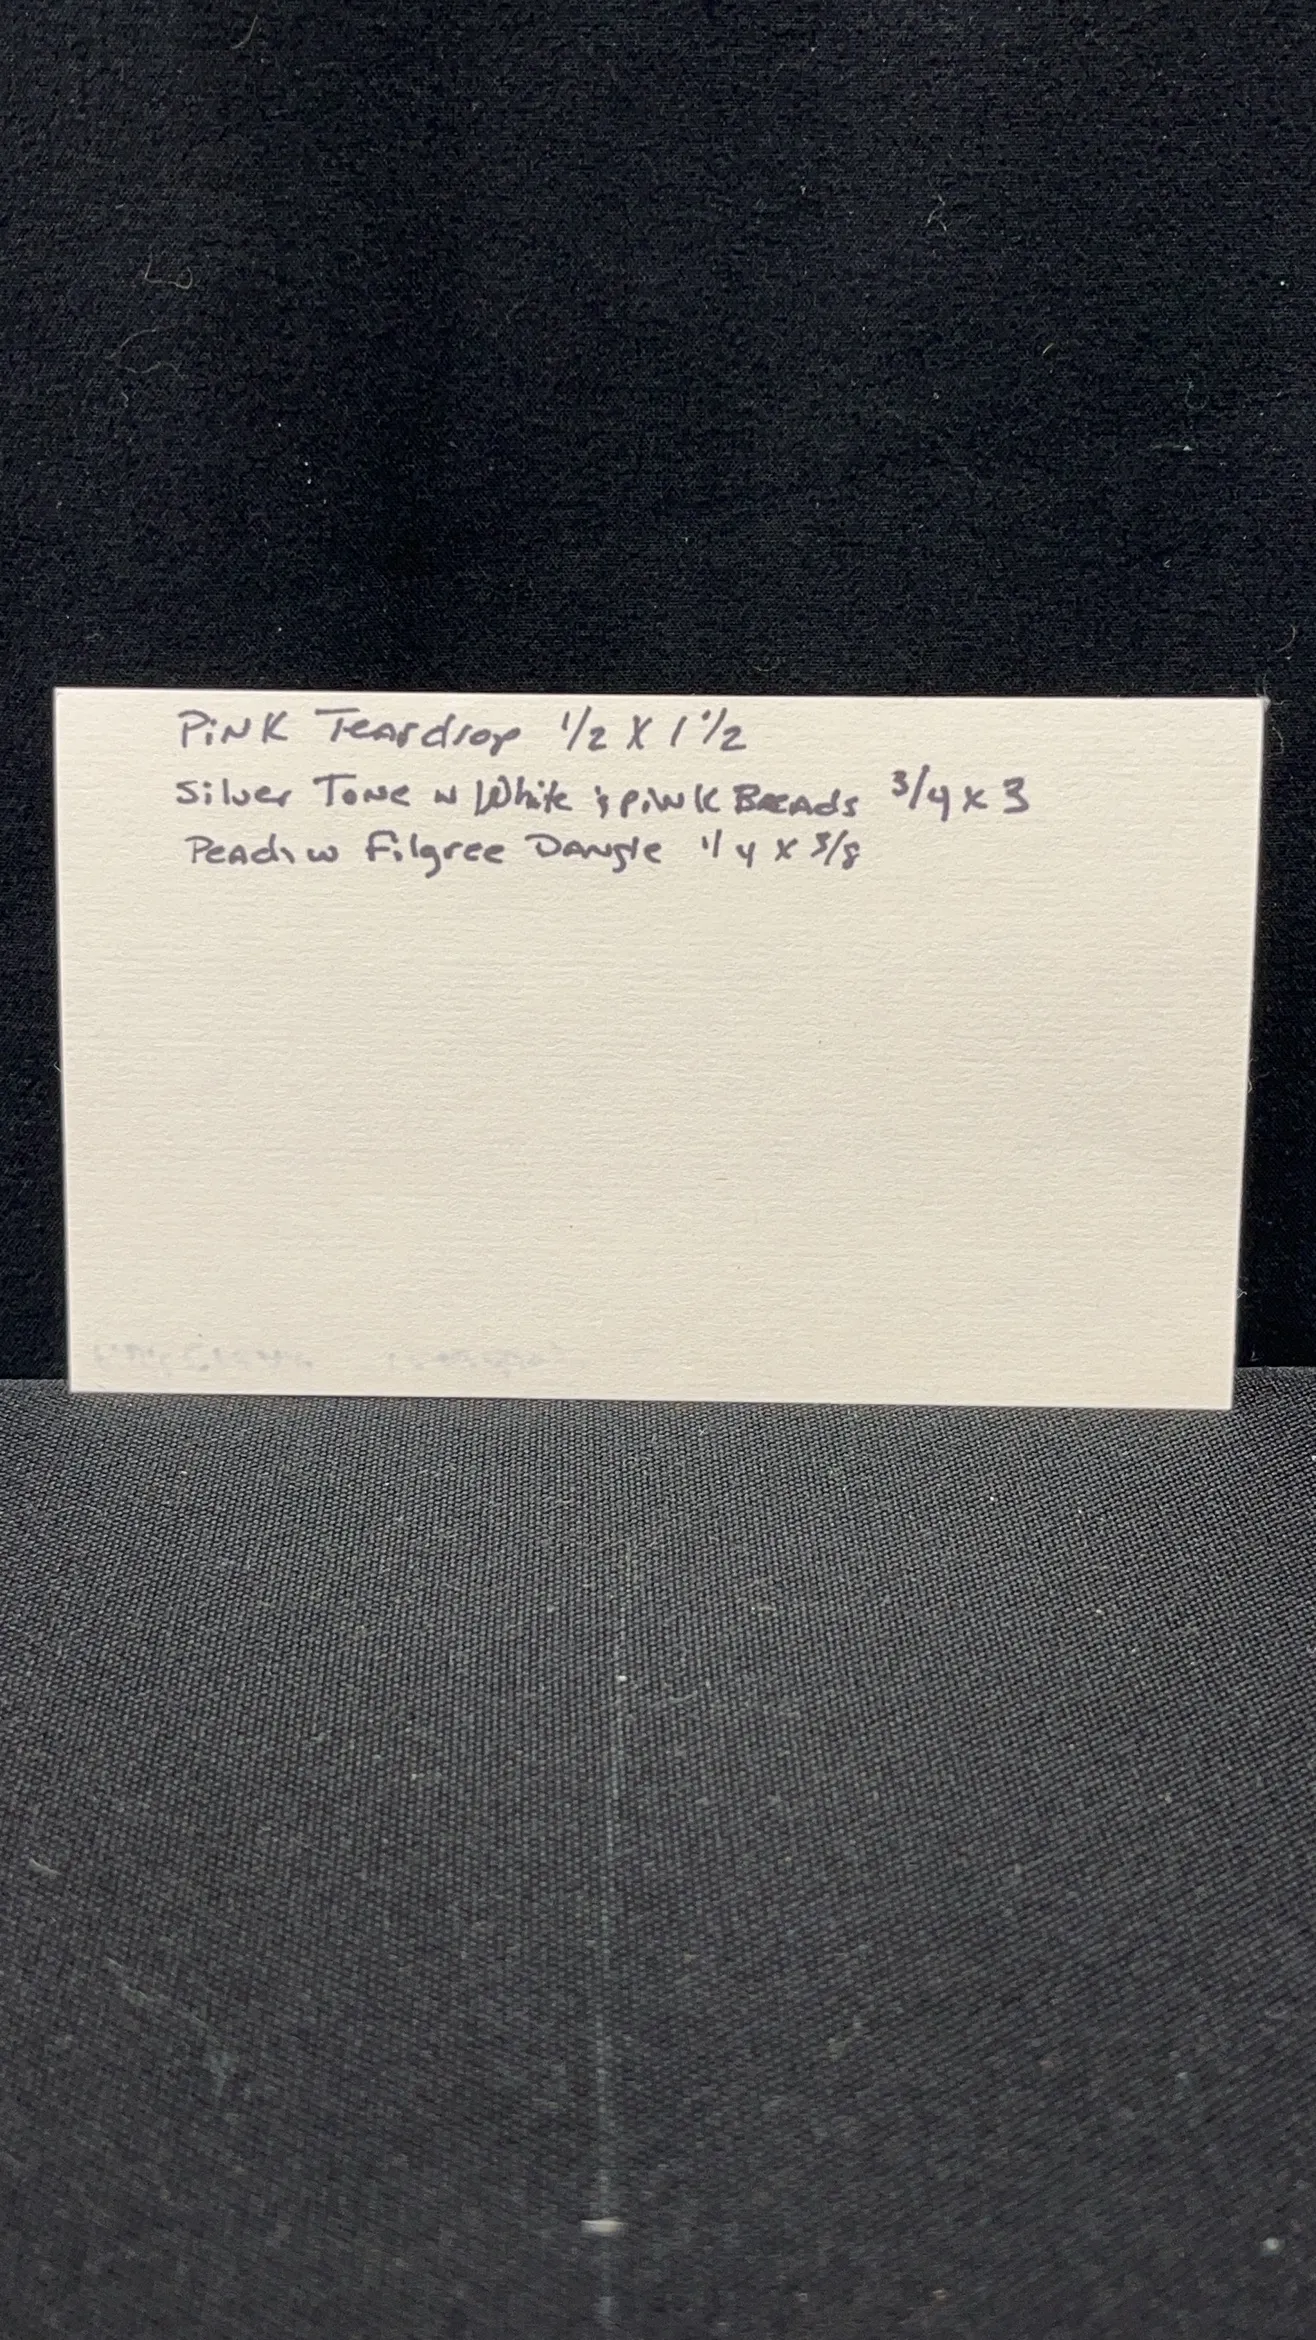 PiNK Teardrop 1/2 X 1 1/2
Silver Tone w White & piNK Breads 3/4 x 3
Peach w Filgree Dangle 1/4 x 3/8